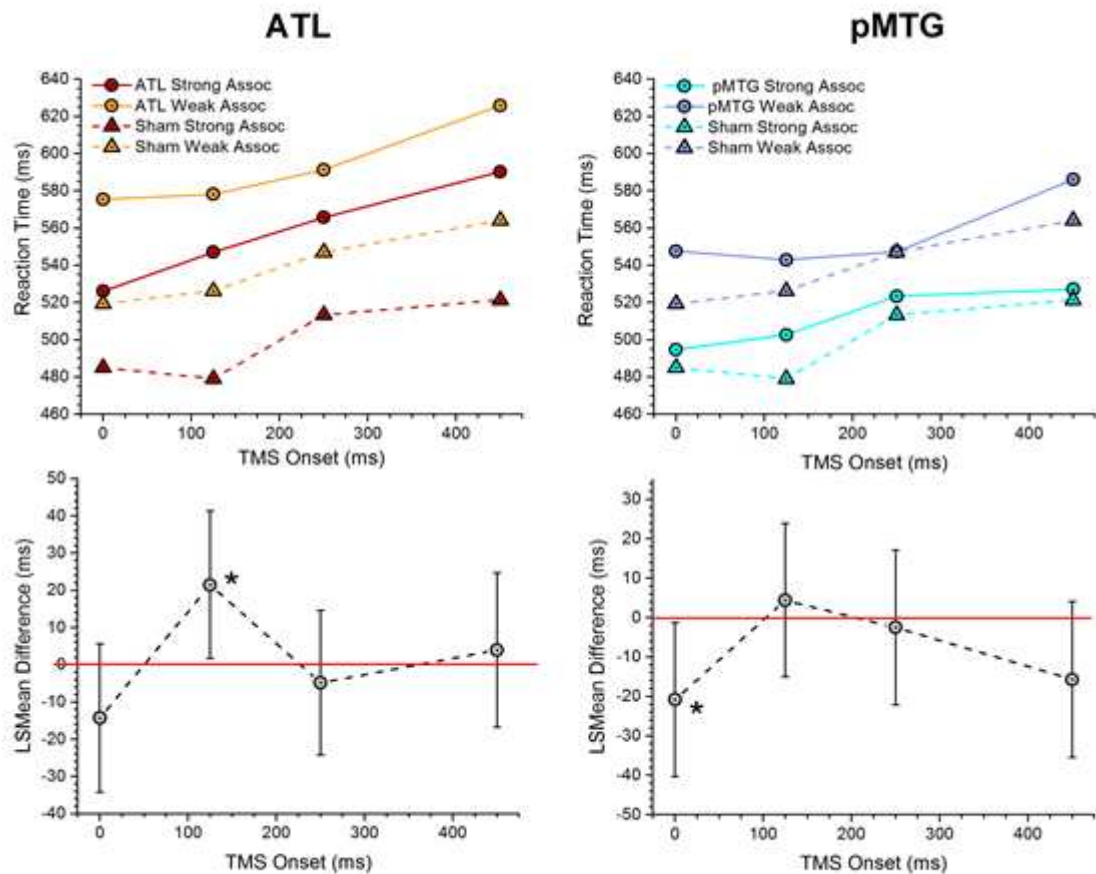 ATL
pMTG
ATL Strong Assoc
ATL Weak Assoc
Sham Strong Assoc
Sham Weak Assoc
640
620
600
580
560
540
520
500
480
460
Reaction Time (ms)
0 100 200 300 400
TMS Onset (ms)
pMTG Strong Assoc
pMTG Weak Assoc
Sham Strong Assoc
Sham Weak Assoc
640
620
600
580
560
540
520
500
480
460
Reaction Time (ms)
0 100 200 300 400
TMS Onset (ms)
50
40
30
20
10
0
-10
-20
-30
-40
LSMean Difference (ms)
*
0 100 200 300 400
TMS Onset (ms)
30
20
10
0
-10
-20
-30
-40
-50
LSMean Difference (ms)
*
0 100 200 300 400
TMS Onset (ms)